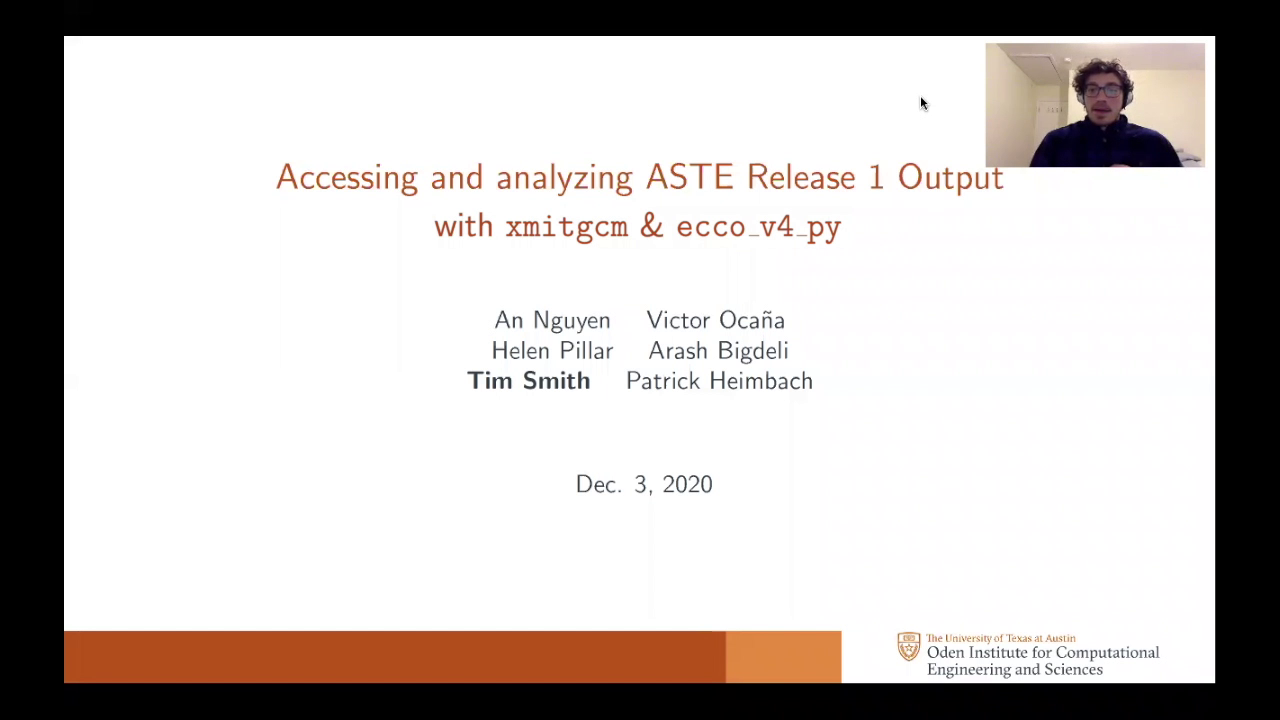 Accessing and analyzing ASTE Release 1 Output
with xmitgcm & ecco_v4_py
An Nguyen Victor Ocaña
Helen Pillar Arash Bigdeli
Tim Smith Patrick Heimbach
Dec. 3, 2020
The University of Texas at Austin
Oden Institute for Computational
Engineering and Sciences